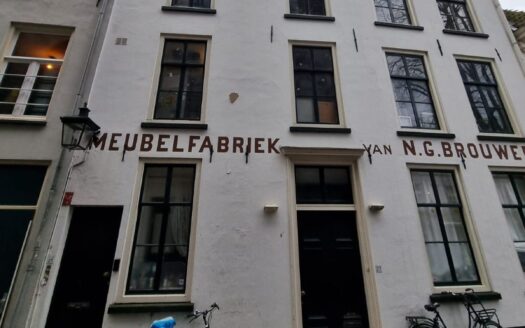 MEUBELFABRIEK VAN N.G. BROUWE